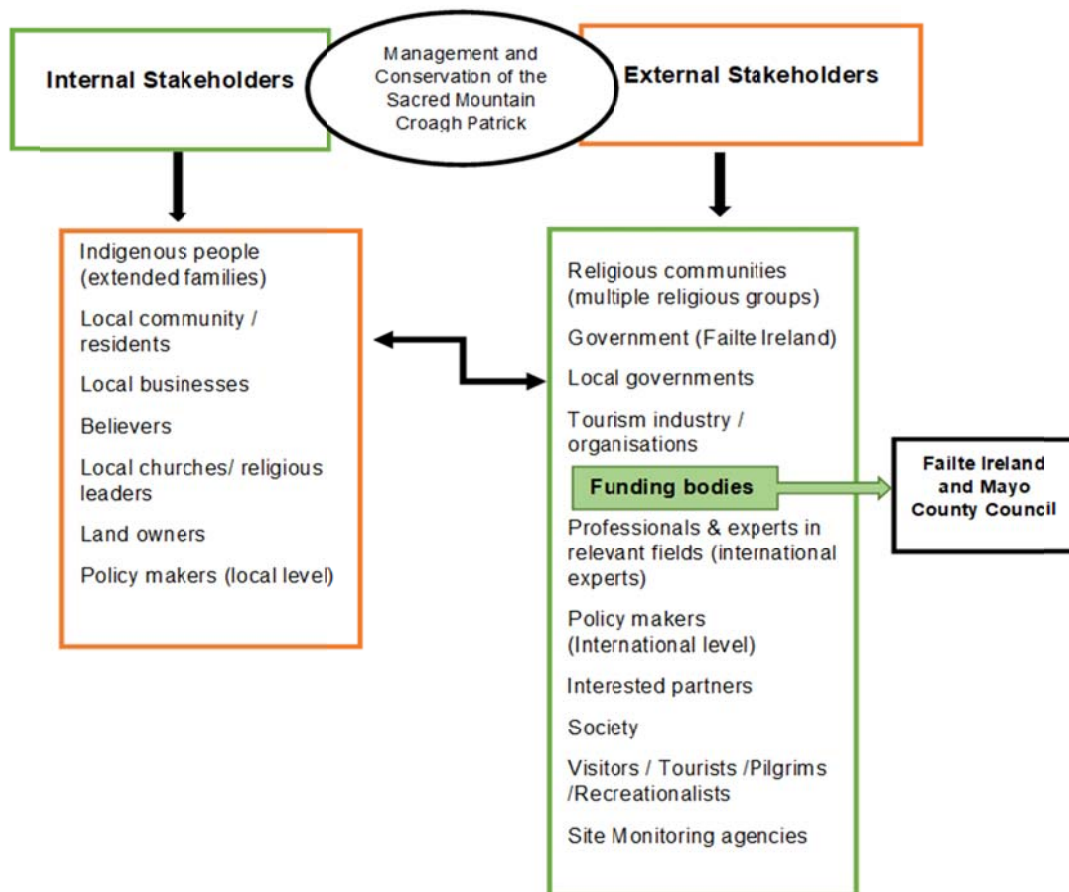 Internal Stakeholders
Management and
Conservation of the
Sacred Mountain
Croagh Patrick
External Stakeholders
Indigenous people
(extended families)
Local community /
residents
Local businesses
Believers
Local churches/ religious
leaders
Land owners
Policy makers (local level)
Religious communities
(multiple religious groups)
Government (Failte Ireland)
Local governments
Tourism industry /
organisations
Funding bodies
Professionals & experts in
relevant fields (international
experts)
Policy makers
(International level)
Interested partners
Society
Visitors / Tourists /Pilgrims
/Recreationalists
Site Monitoring agencies
Failte Ireland
and Mayo
County Council